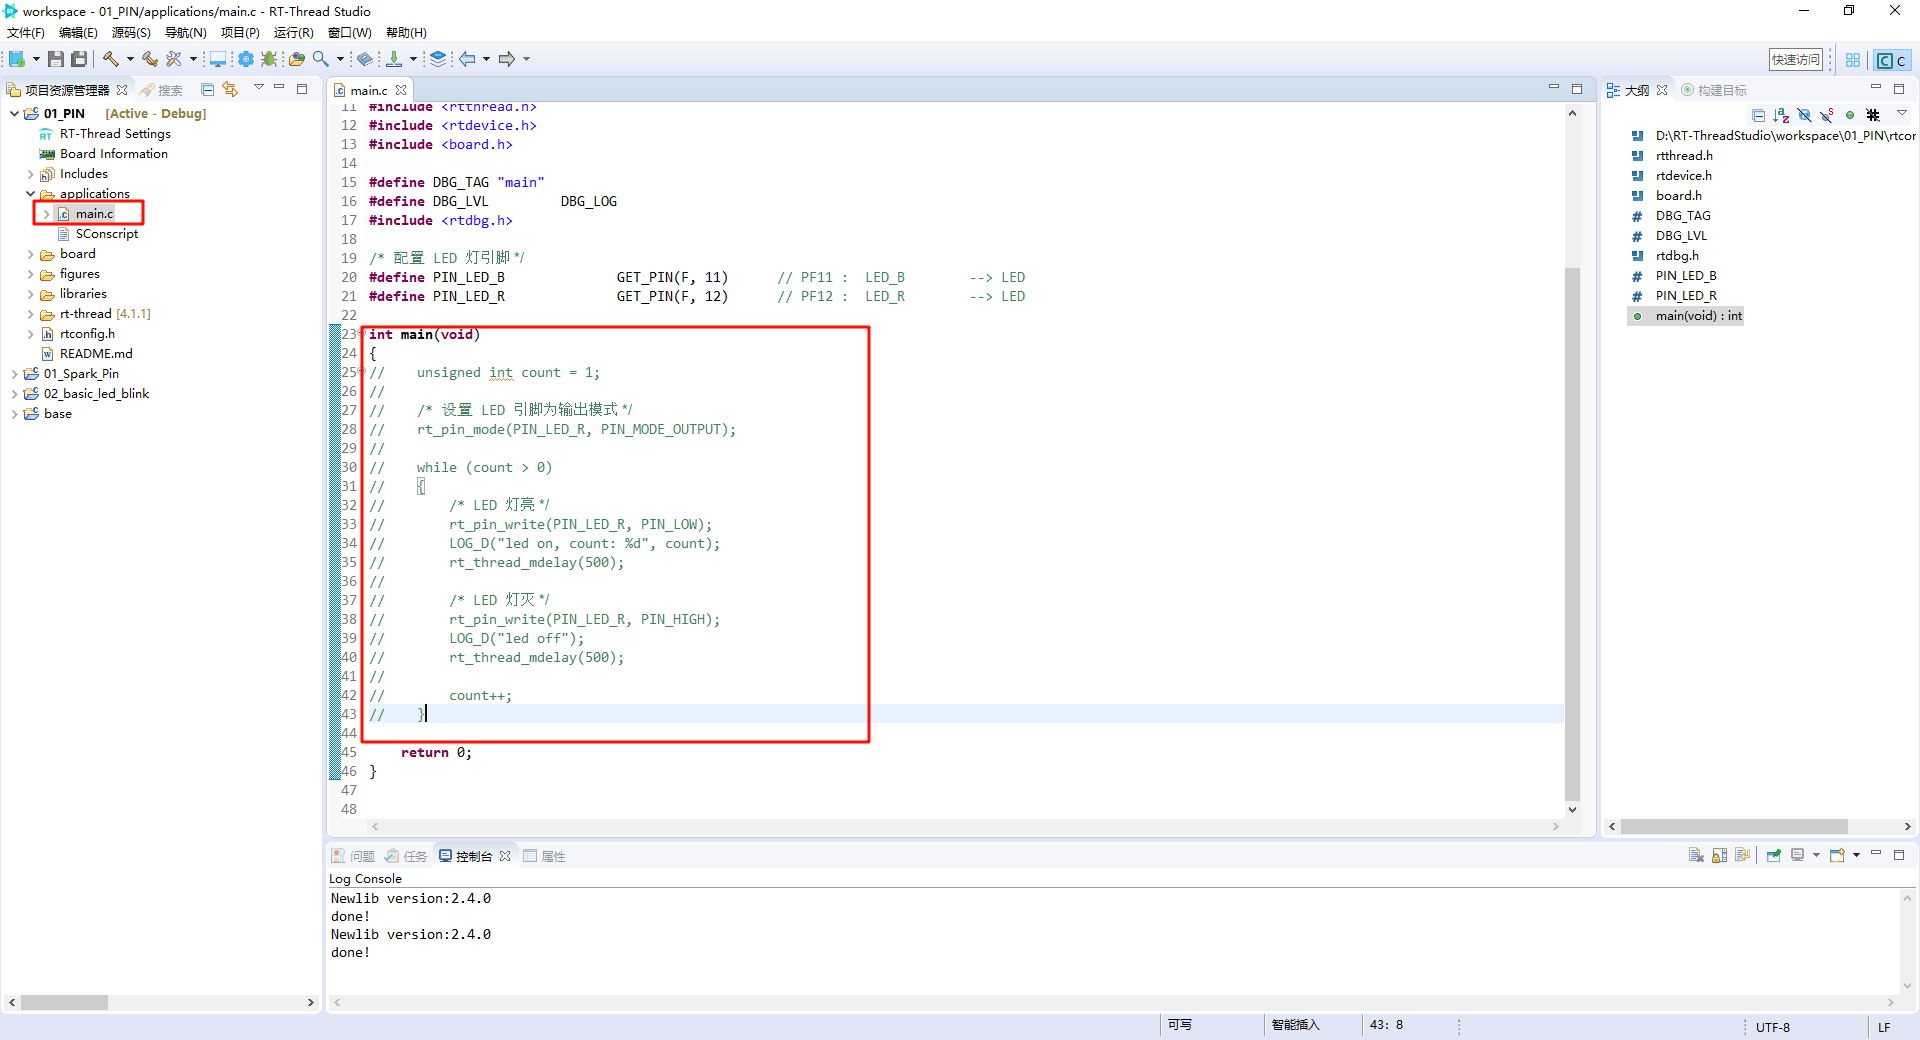 workspace - 01_PIN/applications/main.c - RT-Thread Studio
文件(F) 编辑(E) 源码(S) 导航(N) 项目(P) 运行(R) 窗口(W) 帮助(H)
快速访问
C
项目资源管理器 搜索
01_PIN [Active - Debug]
RT-Thread Settings
Board Information
Includes
applications
main.c
SConscript
board
figures
libraries
rt-thread [4.1.1]
rtconfig.h
README.md
01_Spark_Pin
02_basic_led_blink
base
main.c
11 #include <rtthread.h>
12 #include <rtdevice.h>
13 #include <board.h>
14
15 #define DBG_TAG "main"
16 #define DBG_LVL DBG_LOG
17 #include <rtdbg.h>
18
19 /* 配置 LED 灯引脚 */
20 #define PIN_LED_B GET_PIN(F, 11) // PF11 : LED_B --> LED
21 #define PIN_LED_R GET_PIN(F, 12) // PF12 : LED_R --> LED
22
23 int main(void)
24 {
25 // unsigned int count = 1;
26 //
27 // /* 设置 LED 引脚为输出模式 */
28 // rt_pin_mode(PIN_LED_R, PIN_MODE_OUTPUT);
29 //
30 // while (count > 0)
31 // {
32 // /* LED 灯亮 */
33 // rt_pin_write(PIN_LED_R, PIN_LOW);
34 // LOG_D("led on, count: %d", count);
35 // rt_thread_mdelay(500);
36 //
37 // /* LED 灯灭 */
38 // rt_pin_write(PIN_LED_R, PIN_HIGH);
39 // LOG_D("led off");
40 // rt_thread_mdelay(500);
41 //
42 // count++;
43 // }
44
45 return 0;
46 }
47
48
大纲 构建目标
D:\RT-ThreadStudio\workspace\01_PIN\rtcor
rtthread.h
rtdevice.h
board.h
DBG_TAG
DBG_LVL
rtdbg.h
PIN_LED_B
PIN_LED_R
main(void) : int
问题 任务 控制台 属性
Log Console
Newlib version:2.4.0
done!
Newlib version:2.4.0
done!
可写 智能插入 43: 8 UTF-8 LF